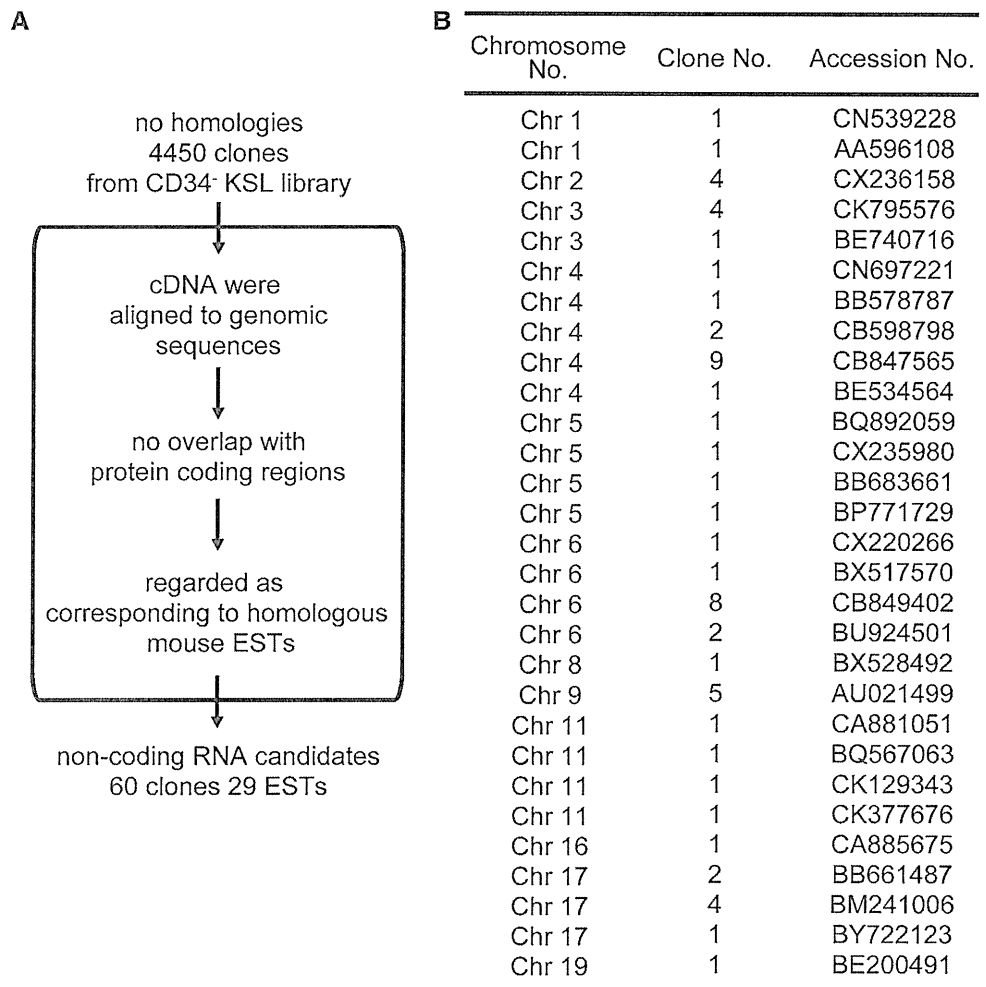 A
no homologies
4450 clones
from CD34- KSL library
cDNA were
aligned to genomic
sequences
no overlap with
protein coding regions
regarded as
corresponding to homologous
mouse ESTs
non-coding RNA candidates
60 clones 29 ESTs
B
Chromosome No. Clone No. Accession No.
Chr 1 1 CN539228
Chr 1 1 AA596108
Chr 2 4 CX236158
Chr 3 4 CK795576
Chr 3 1 BE740716
Chr 4 1 CN697221
Chr 4 1 BB578787
Chr 4 2 CB598798
Chr 4 9 CB847565
Chr 4 1 BE534564
Chr 5 1 BQ892059
Chr 5 1 CX235980
Chr 5 1 BB683661
Chr 5 1 BP771729
Chr 6 1 CX220266
Chr 6 1 BX517570
Chr 6 8 CB849402
Chr 6 2 BU924501
Chr 8 1 BX528492
Chr 9 5 AU021499
Chr 11 1 CA881051
Chr 11 1 BQ567063
Chr 11 1 CK129343
Chr 11 1 CK377676
Chr 16 1 CA885675
Chr 17 2 BB661487
Chr 17 4 BM241006
Chr 17 1 BY722123
Chr 19 1 BE200491